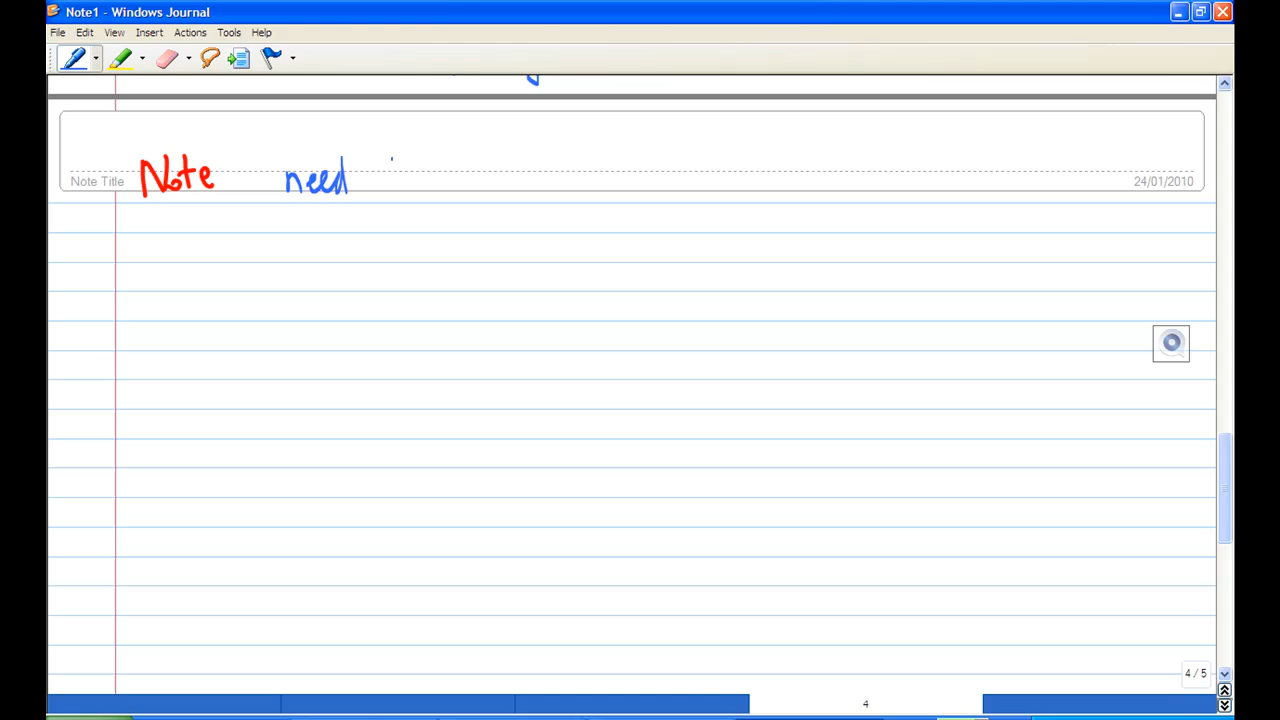 Note1 - Windows Journal
File Edit View Insert Actions Tools Help
Note Title Note need 24/01/2010
4 / 5
4